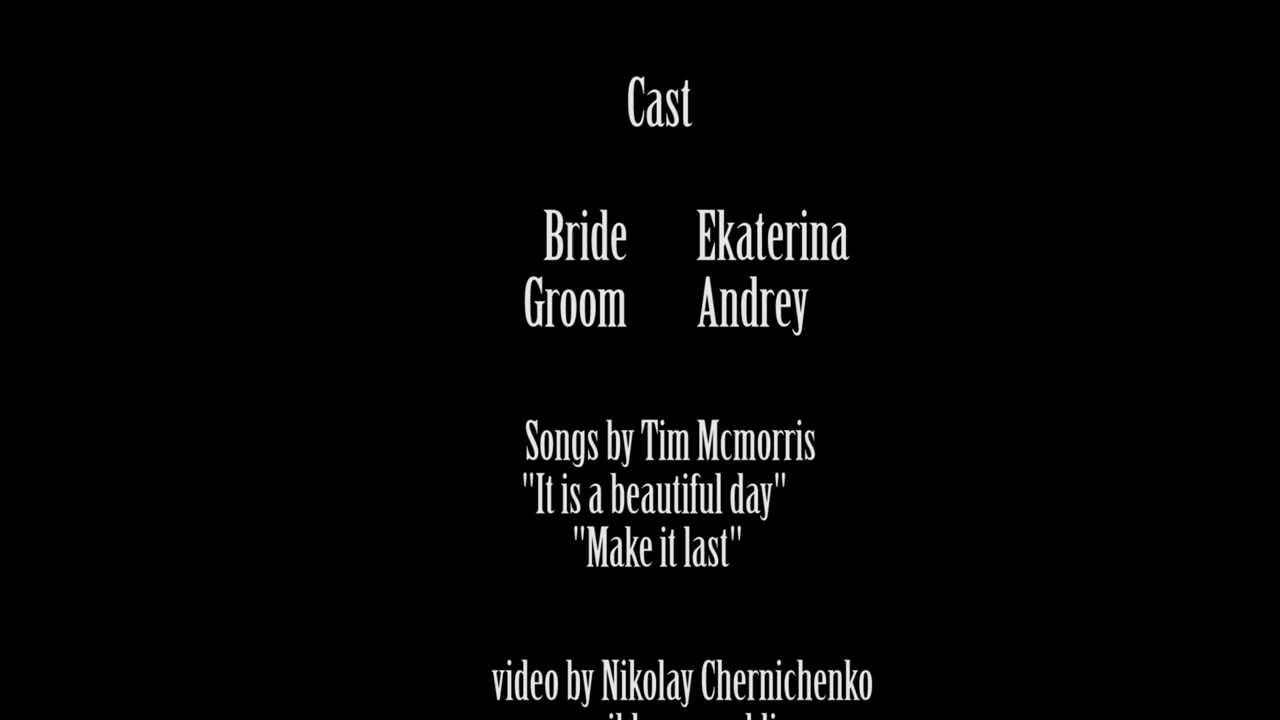 Cast
Bride Ekaterina
Groom Andrey
Songs by Tim Mcmorris
"It is a beautiful day"
"Make it last"
video by Nikolay Chernichenko